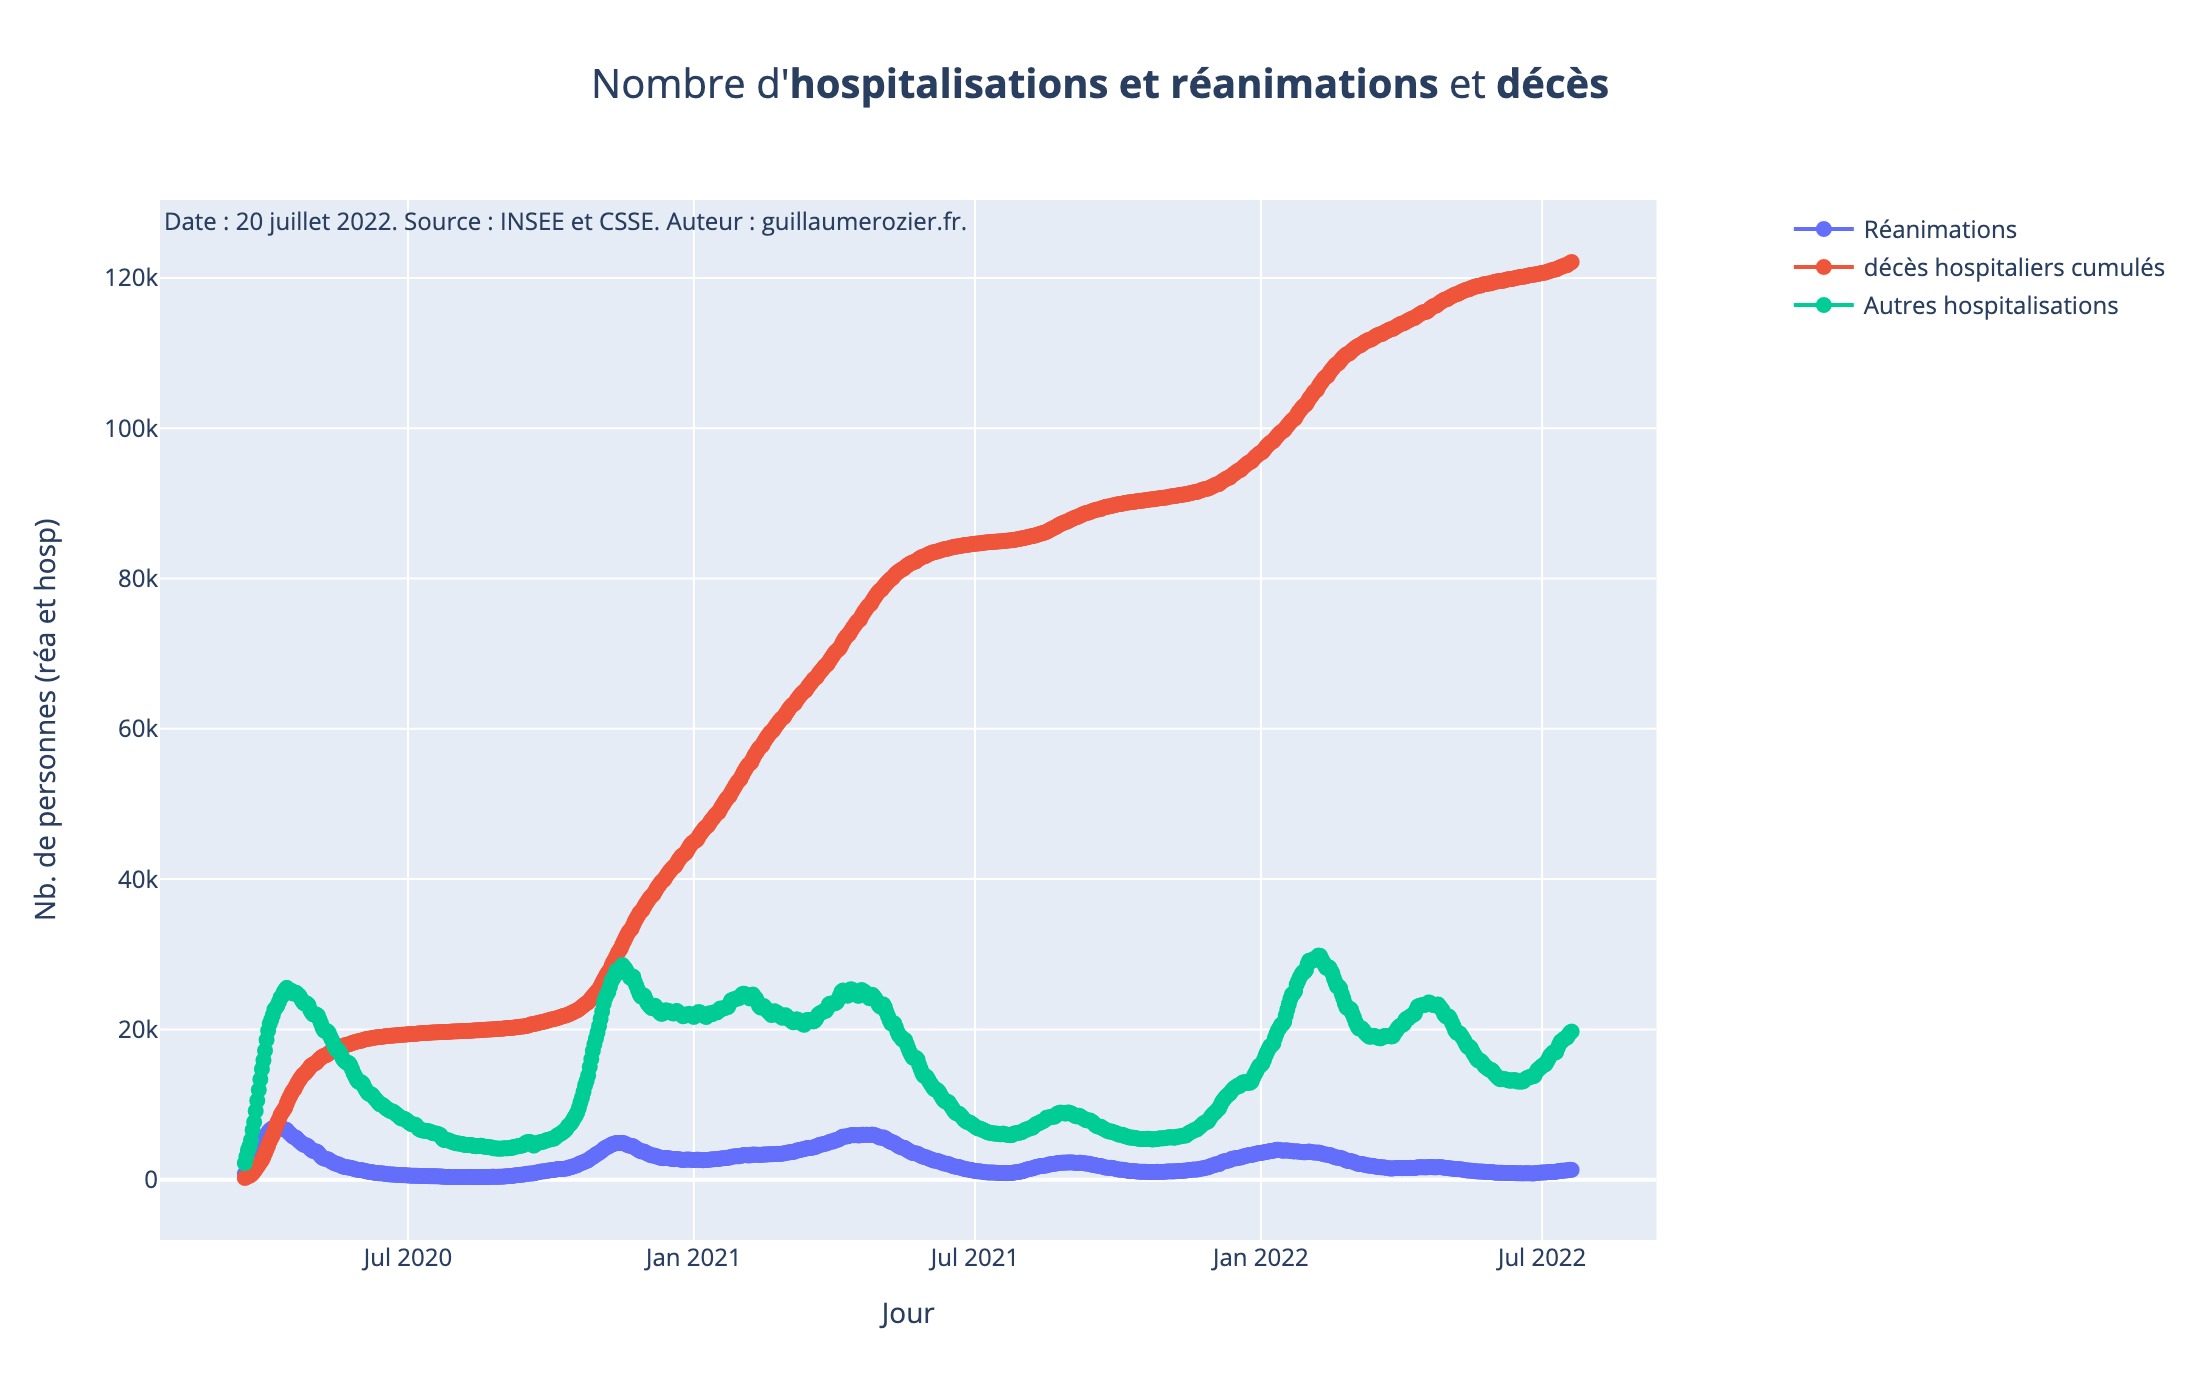 Nombre d'hospitalisations et réanimations et décès
Date : 20 juillet 2022. Source : INSEE et CSSE. Auteur : guillaumerozier.fr.
Réanimations
décès hospitaliers cumulés
Autres hospitalisations
Nb. de personnes (réa et hosp)
120k
100k
80k
60k
40k
20k
0
Jul 2020 Jan 2021 Jul 2021 Jan 2022 Jul 2022
Jour